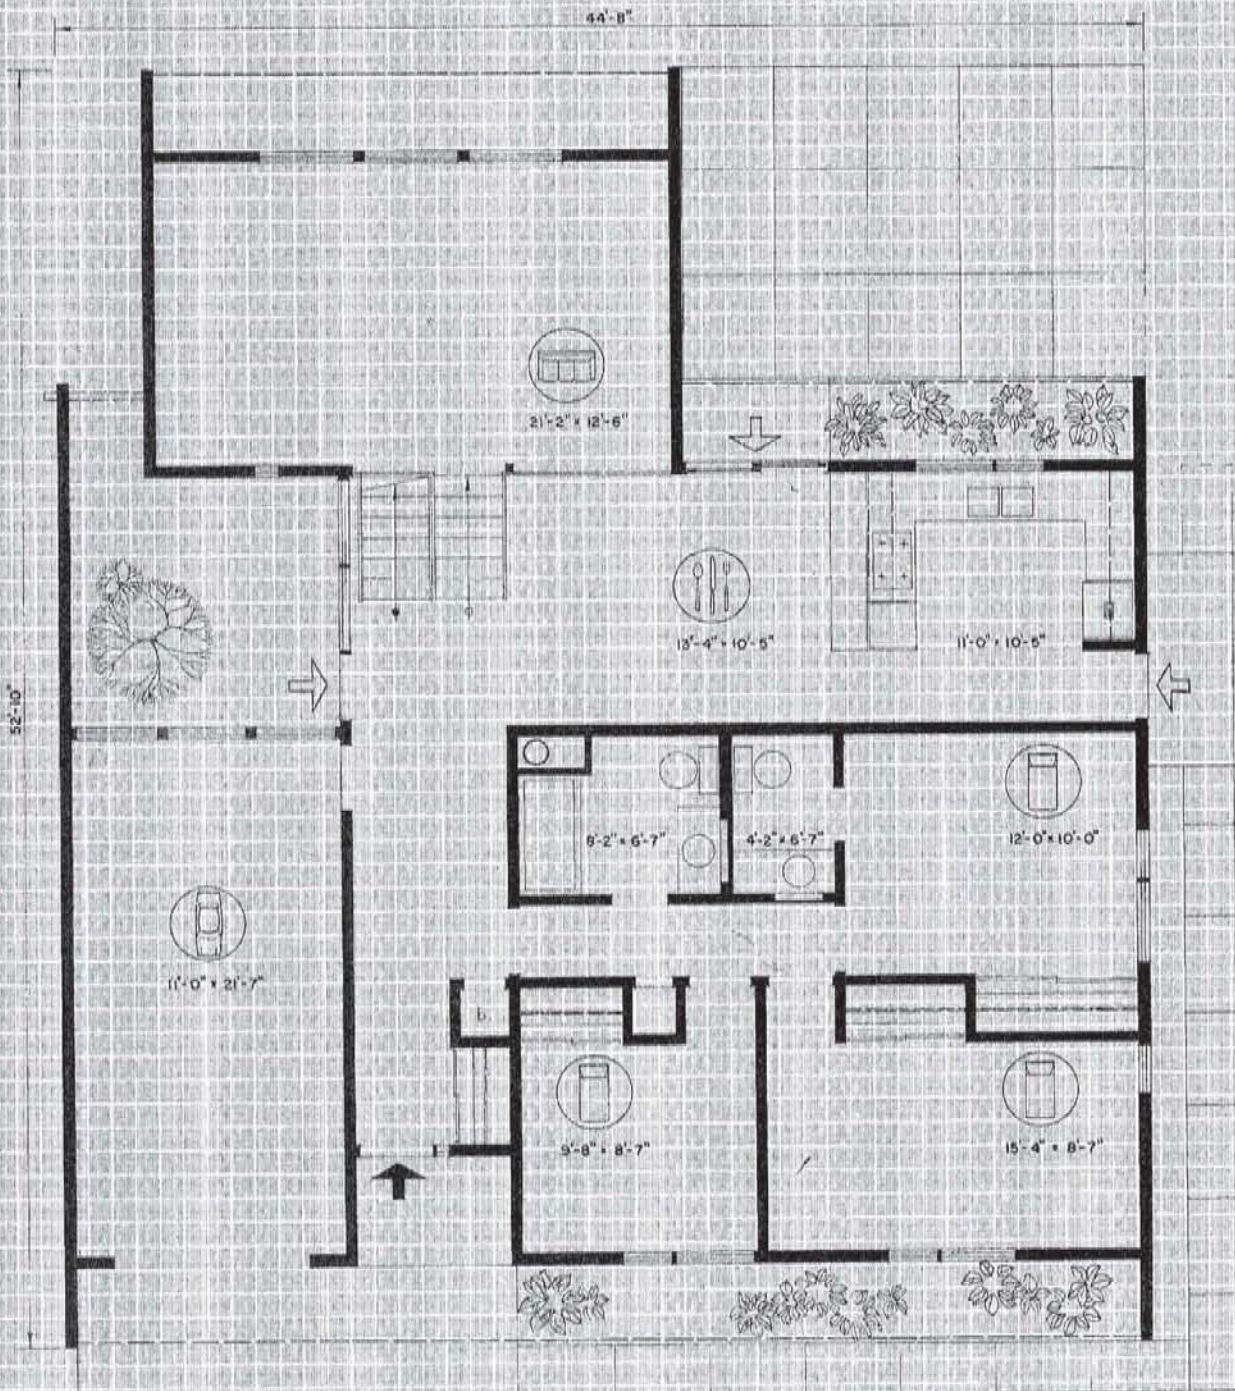 44'-8"
21'-2" × 12'-6"
13'-4" × 10'-5"
11'-0" × 10'-5"
52'-10"
8'-2" × 6'-7"
4'-2" × 6'-7"
12'-0" × 10'-0"
11'-0" × 21'-7"
b
9'-8" × 8'-7"
15'-4" × 8'-7"